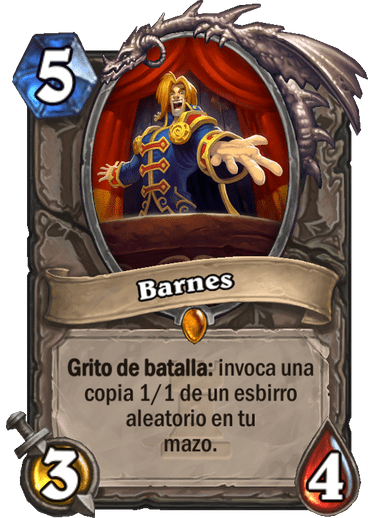 5
Barnes
Grito de batalla: invoca una
copia 1/1 de un esbirro
aleatorio en tu
mazo.
3
4